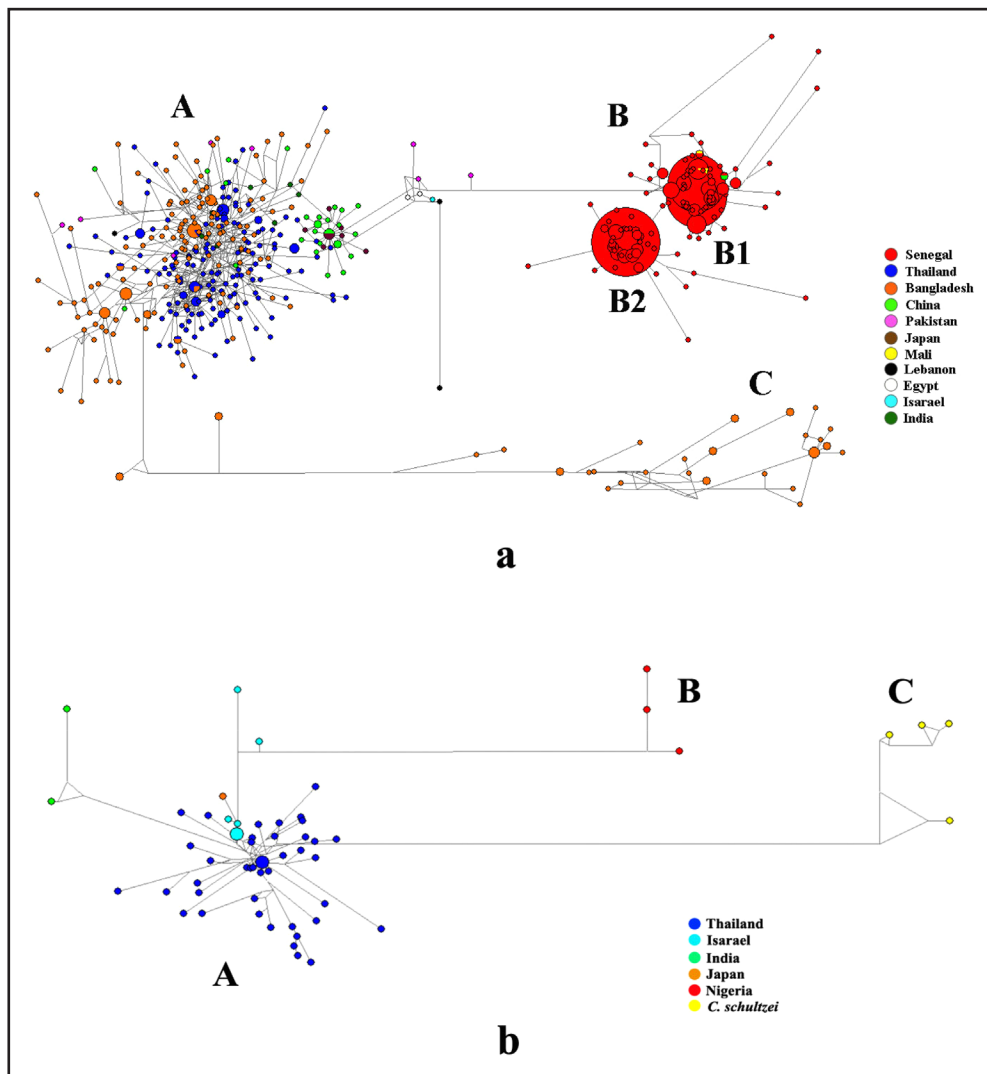 A
B
B1
B2
Senegal
Thailand
Bangladesh
China
Pakistan
Japan
Mali
Lebanon
Egypt
Isarael
India
C
a
B
C
A
Thailand
Isarael
India
Japan
Nigeria
C. schultzei
b